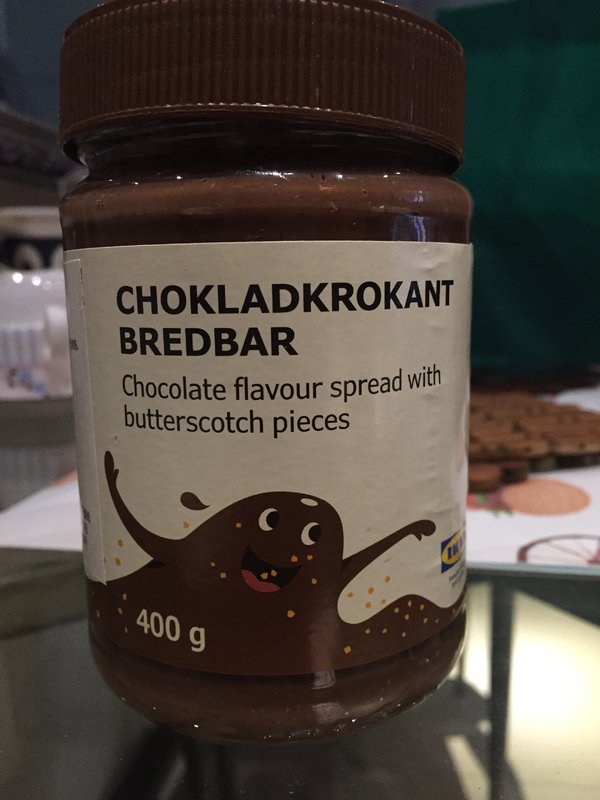 CHOKLADKROKANT
BREDBAR
Chocolate flavour spread with
butterscotch pieces
400 g